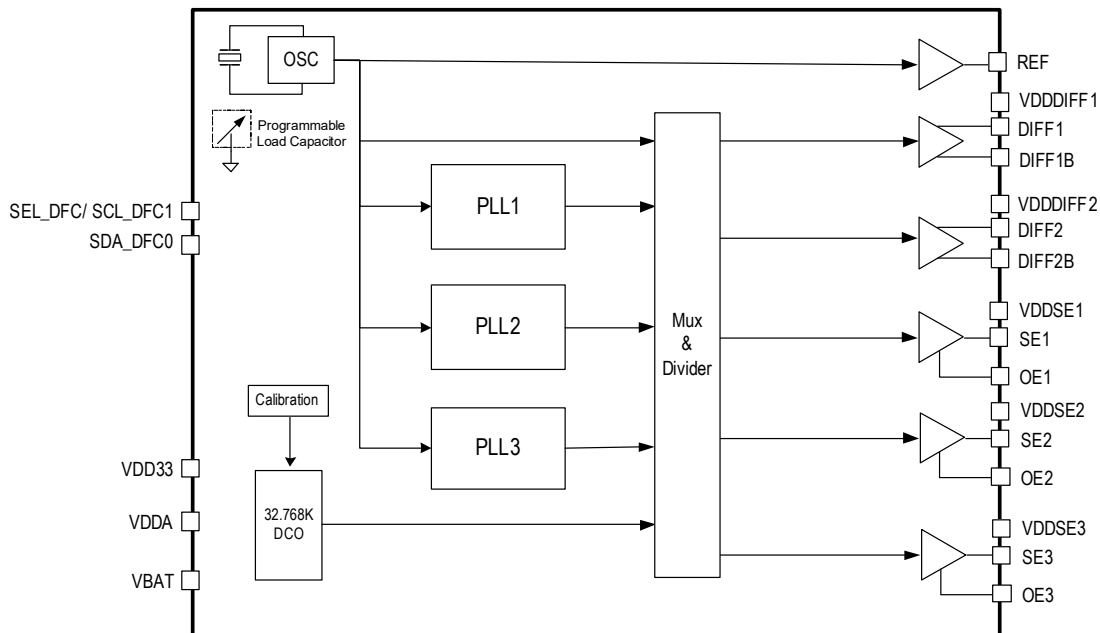 OSC
REF
VDDDIFF1
Programmable
Load Capacitor
DIFF1
DIFF1B
PLL1
SEL_DFC/ SCL_DFC1
VDDDIFF2
SDA_DFC0
DIFF2
DIFF2B
PLL2
Mux
&
Divider
VDDSE1
SE1
OE1
Calibration
VDDSE2
PLL3
SE2
VDD33
OE2
32.768K
DCO
VDDA
VDDSE3
SE3
VBAT
OE3